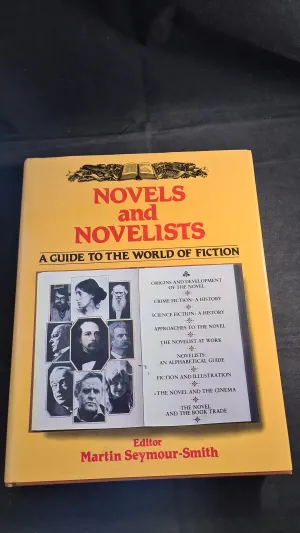 NOVELS
and
NOVELISTS
A GUIDE TO THE WORLD OF FICTION
ORIGINS AND DEVELOPMENT
OF THE NOVEL
CRIME FICTION: A HISTORY
SCIENCE FICTION: A HISTORY
APPROACHES TO THE NOVEL
THE NOVELIST AT WORK
NOVELISTS:
AN ALPHABETICAL GUIDE
FICTION AND ILLUSTRATION
THE NOVEL AND THE CINEMA
THE NOVEL
AND THE BOOK TRADE
Editor
Martin Seymour-Smith